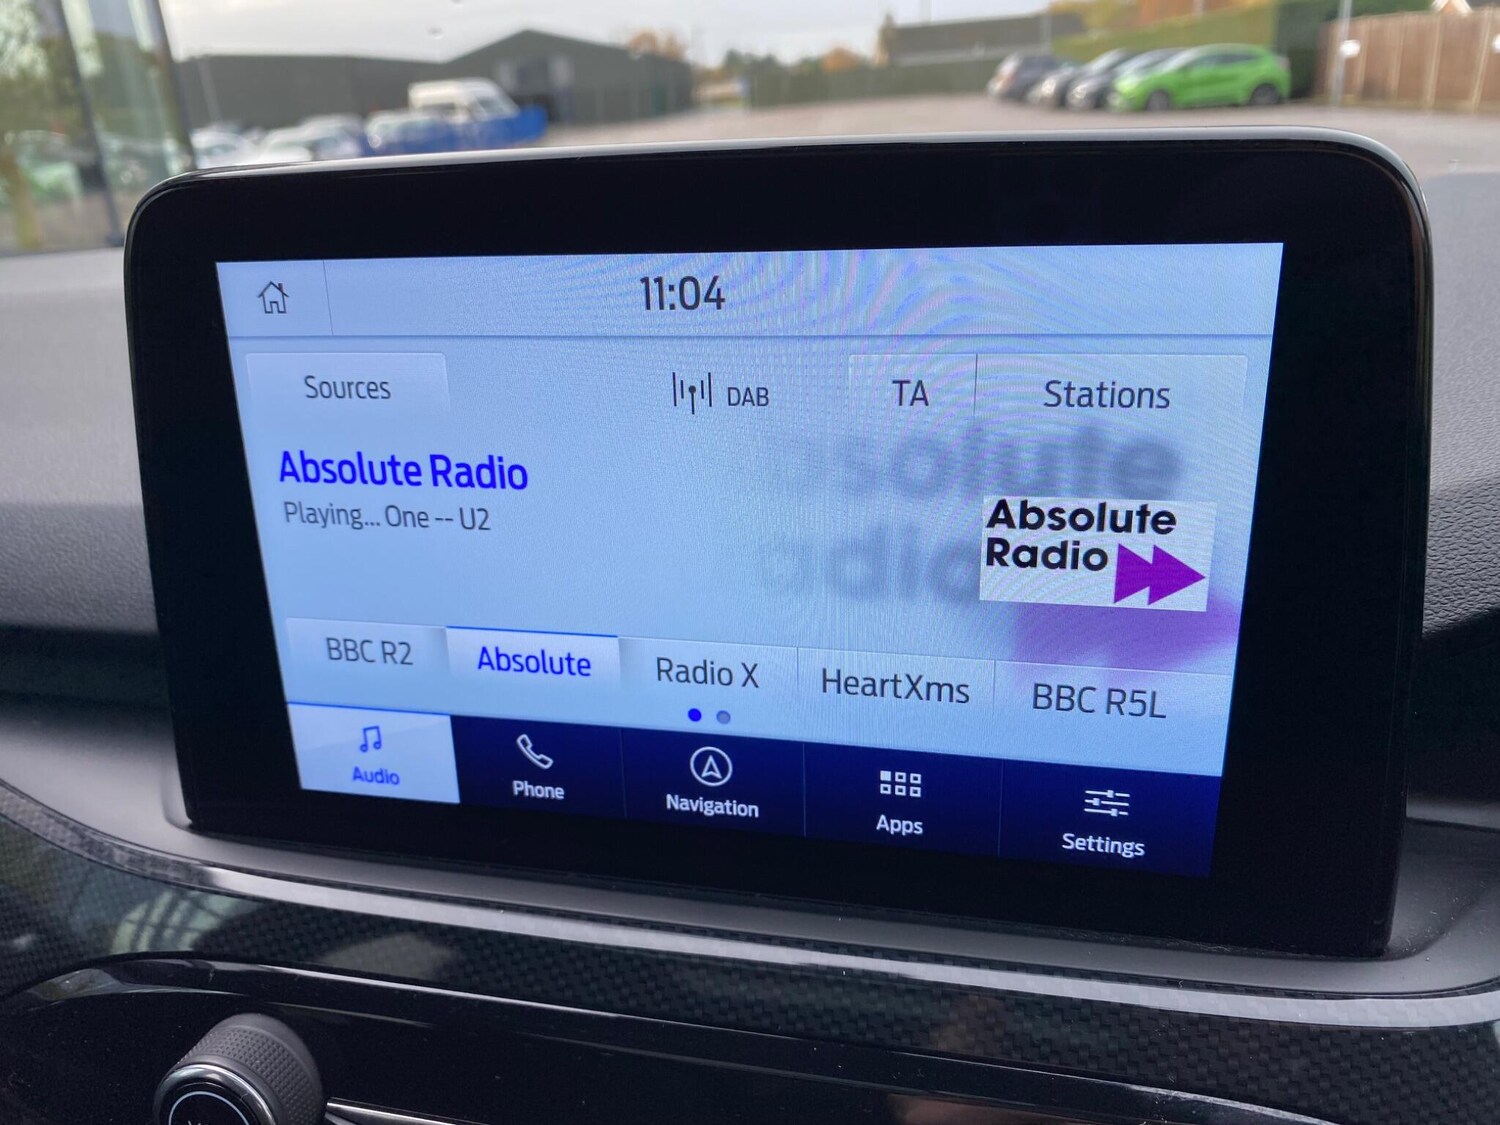 11:04
Sources
DAB
TA
Stations
Absolute Radio
Playing... One -- U2
Absolute
Radio
BBC R2
Absolute
Radio X
HeartXms
BBC R5L
Audio
Phone
Navigation
Apps
Settings